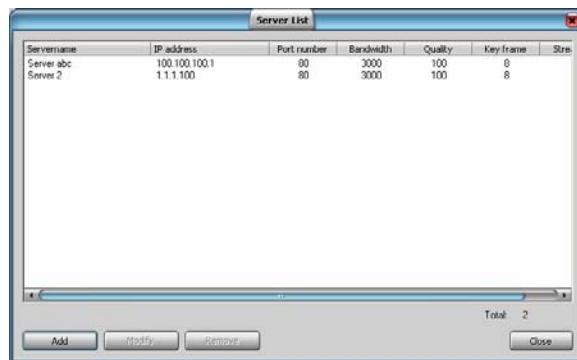 Server List
Servername IP address Port number Bandwidth Quality Key frame Stre
Server abc 100.100.100.1 80 3000 100 8
Server 2 1.1.1.100 80 3000 100 8
Total: 2
Add Modify Remove Close